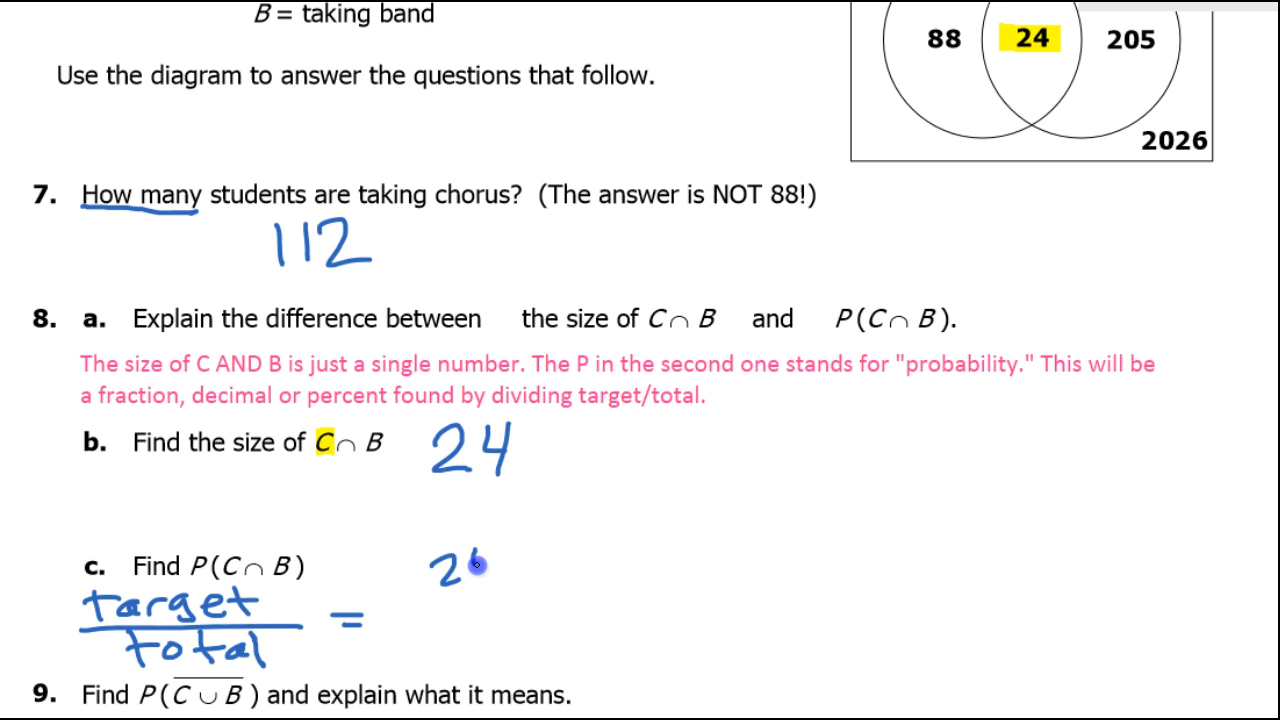 B = taking band
88 24 205
Use the diagram to answer the questions that follow.
2026
7. How many students are taking chorus? (The answer is NOT 88!)
112
8. a. Explain the difference between the size of C ∩ B and P(C ∩ B).
The size of C AND B is just a single number. The P in the second one stands for "probability." This will be
a fraction, decimal or percent found by dividing target/total.
b. Find the size of C ∩ B 24
c. Find P(C ∩ B)
target
total
=
9. Find P(C̅ ̅∪̅ ̅B̅) and explain what it means.